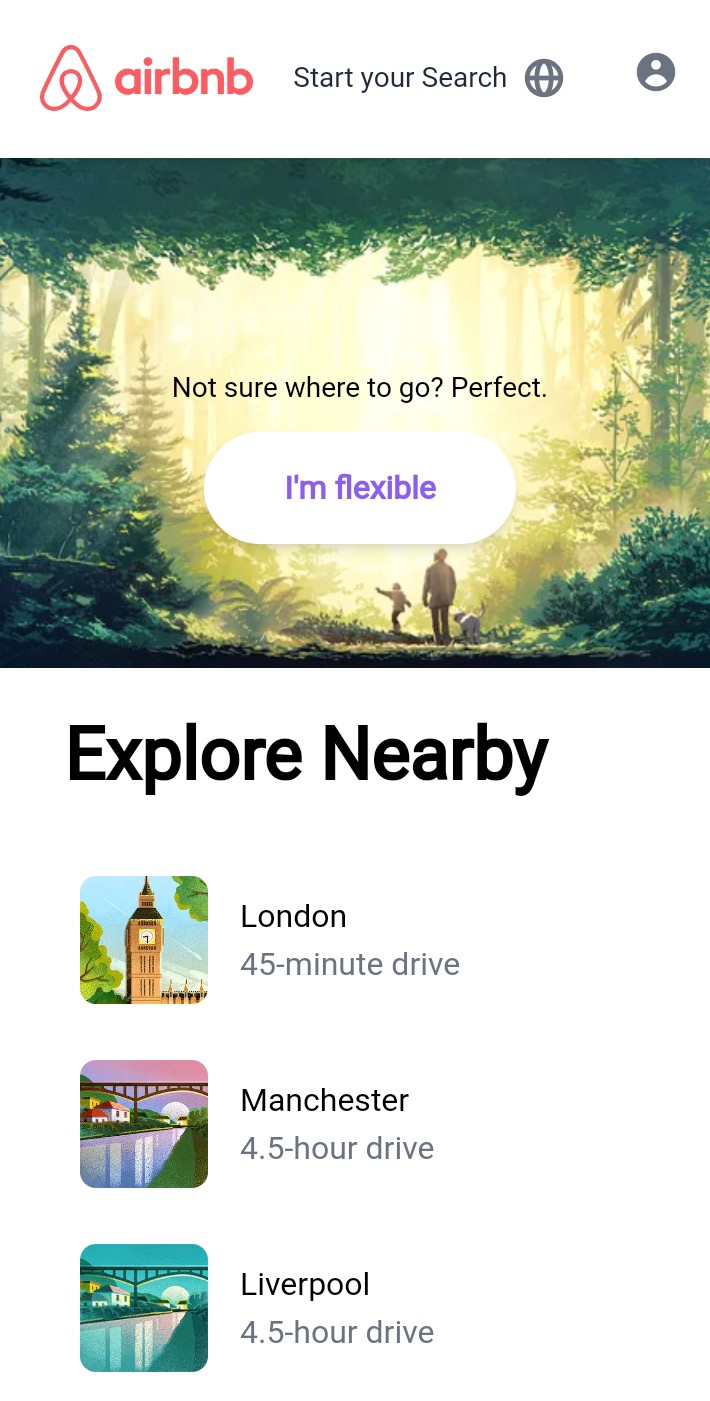 airbnb Start your Search
Not sure where to go? Perfect.
I'm flexible
Explore Nearby
London
45-minute drive
Manchester
4.5-hour drive
Liverpool
4.5-hour drive